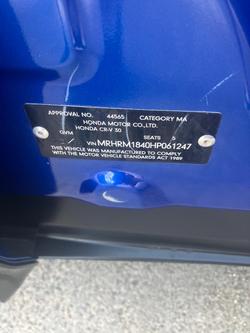 APPROVAL NO. 44565 CATEGORY MA
HONDA MOTOR CO., LTD.
HONDA CR-V 30 SEATS 5
GVM
VIN MRHRM1840HP061247
THIS VEHICLE WAS MANUFACTURED TO COMPLY
WITH THE MOTOR VEHICLE STANDARDS ACT 1989